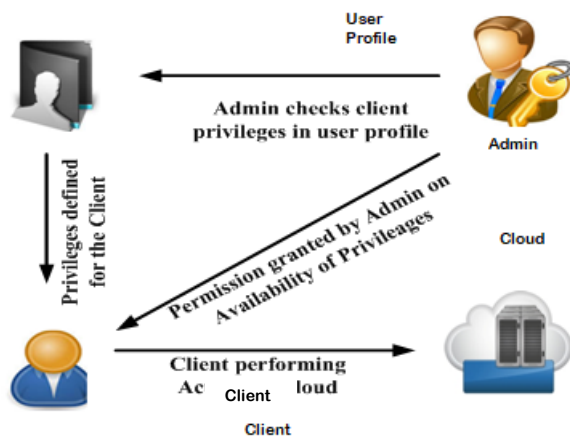 User
Profile
Admin checks client
privileges in user profile
Admin
Privileges defined
for the Client
Permission granted by Admin on
Availability of Privileages
Cloud
Client performing
Ac Client loud
Client